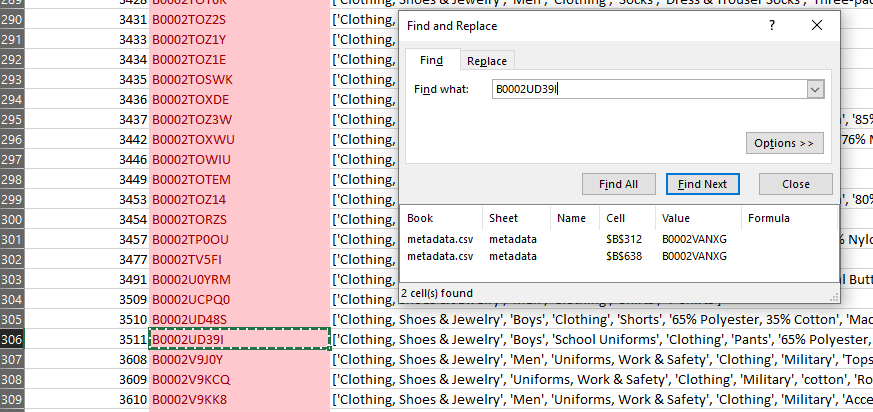 289 3428 B0002TOY6K ['Clothing, Shoes & Jewelry', 'Men', 'Clothing', 'Socks', 'Dress & Trouser Socks', 'Three-pac
290 3431 B0002TOZ2S ['Clothing,
291 3433 B0002TOZ1Y ['Clothing,
292 3434 B0002TOZ1E ['Clothing,
293 3435 B0002TOSWK ['Clothing,
294 3436 B0002TOXDE ['Clothing,
295 3437 B0002TOZ3W ['Clothing, '85%
296 3442 B0002TOXWU ['Clothing, 76% M
297 3446 B0002TOWIU ['Clothing,
298 3449 B0002TOTEM ['Clothing,
299 3453 B0002TOZ14 ['Clothing, '80%
300 3454 B0002TORZS ['Clothing,
301 3457 B0002TP0OU ['Clothing, % Nylo
302 3477 B0002TV5FI ['Clothing,
303 3491 B0002U0YRM ['Clothing, al Butt
304 3509 B0002UCPQ0 ['Clothing,
305 3510 B0002UD48S ['Clothing, Shoes & Jewelry', 'Boys', 'Clothing', 'Shorts', '65% Polyester, 35% Cotton', 'Mac
306 3511 B0002UD39I ['Clothing, Shoes & Jewelry', 'Boys', 'School Uniforms', 'Clothing', 'Pants', '65% Polyester,
307 3608 B0002V9J0Y ['Clothing, Shoes & Jewelry', 'Men', 'Uniforms, Work & Safety', 'Clothing', 'Military', 'Tops
308 3609 B0002V9KCQ ['Clothing, Shoes & Jewelry', 'Uniforms, Work & Safety', 'Clothing', 'Military', 'cotton', 'Ro
309 3610 B0002V9KK8 ['Clothing, Shoes & Jewelry', 'Men', 'Uniforms, Work & Safety', 'Clothing', 'Military', 'Acce
Find and Replace ?
Find Replace
Find what: B0002UD39I
Options >>
Find All Find Next Close
Book Sheet Name Cell Value Formula
metadata.csv metadata $B$312 B0002VANXG
metadata.csv metadata $B$638 B0002VANXG
2 cell(s) found